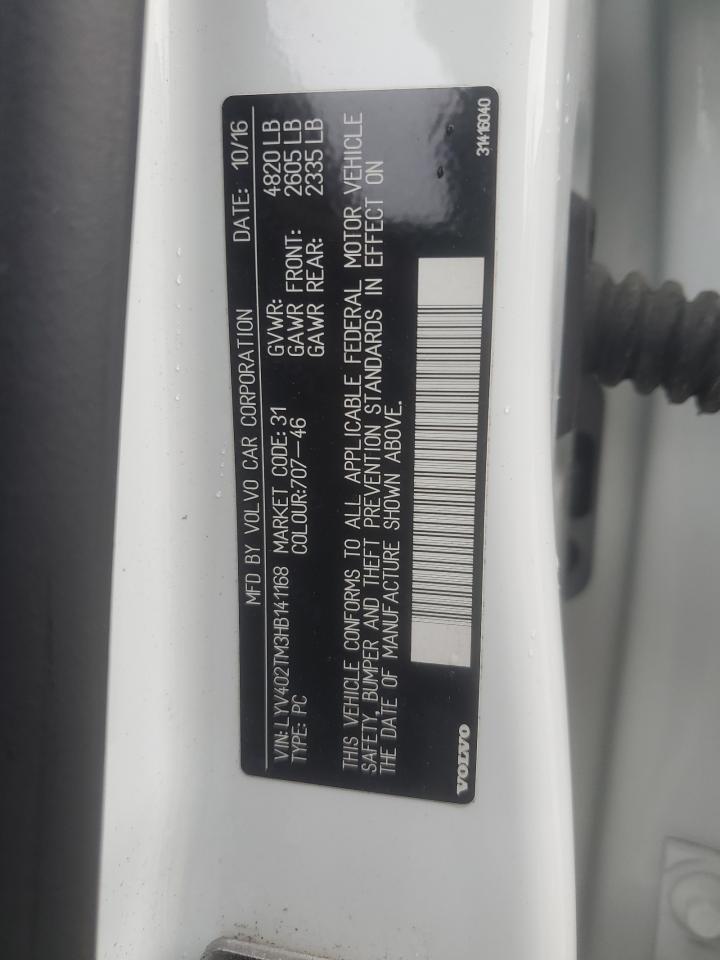 MFD BY VOLVO CAR CORPORATION DATE: 10/16
VIN: LYV402TM3HB141168 MARKET CODE: 31 GVWR: 4820 LB
TYPE: PC COLOUR:707-46 GAWR FRONT: 2605 LB
GAWR REAR: 2335 LB
THIS VEHICLE CONFORMS TO ALL APPLICABLE FEDERAL MOTOR VEHICLE
SAFETY, BUMPER AND THEFT PREVENTION STANDARDS IN EFFECT ON
THE DATE OF MANUFACTURE SHOWN ABOVE.
VOLVO 31416040